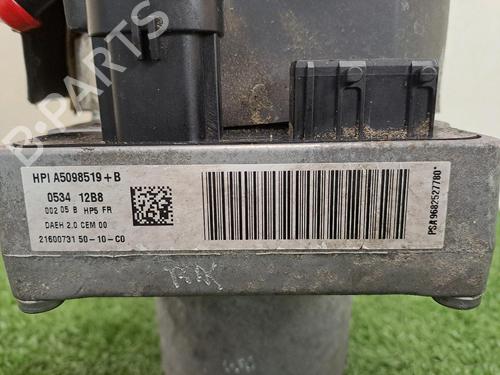 B-PARTS
HPI A5098519+B
0534 12B8
002 05 B HP5 FR
DAEH 2.0 CEM 00
21600731 50-10-C0
PSA 9682527780*